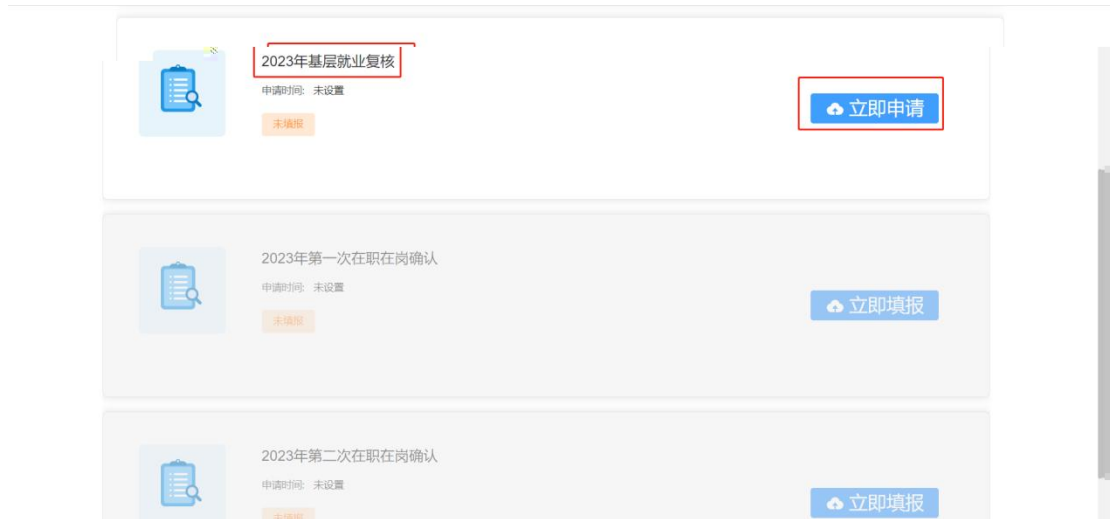 2023年基层就业复核
申请时间: 未设置
未填报
立即申请
2023年第一次在职在岗确认
申请时间: 未设置
未填报
立即填报
2023年第二次在职在岗确认
申请时间: 未设置
未填报
立即填报